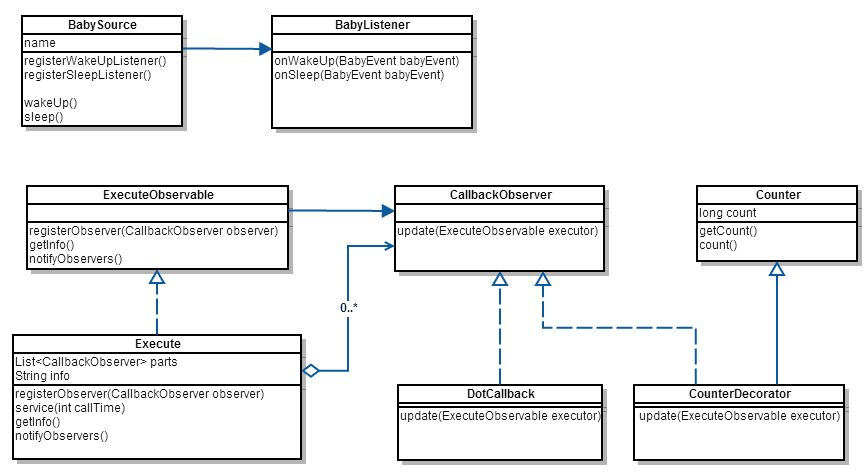 BabySource
name
registerWakeUpListener()
registerSleepListener()
wakeUp()
sleep()
BabyListener
onWakeUp(BabyEvent babyEvent)
onSleep(BabyEvent babyEvent)
ExecuteObservable
registerObserver(CallbackObserver observer)
getInfo()
notifyObservers()
CallbackObserver
update(ExecuteObservable executor)
Counter
long count
getCount()
count()
0..*
Execute
List<CallbackObserver> parts
String info
registerObserver(CallbackObserver observer)
service(int callTime)
getInfo()
notifyObservers()
DotCallback
update(ExecuteObservable executor)
CounterDecorator
update(ExecuteObservable executor)